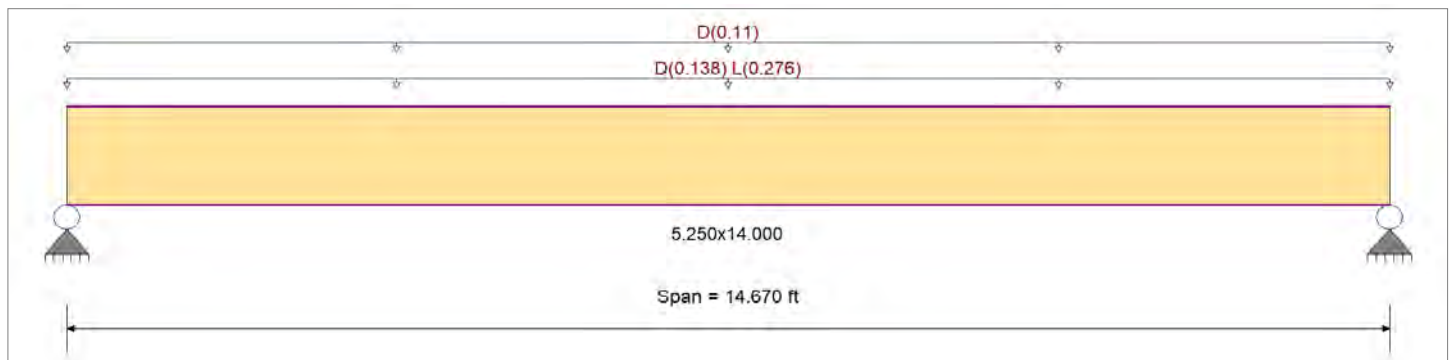 D(0.11)
D(0.138) L(0.276)
5.250x14.000
Span = 14.670 ft